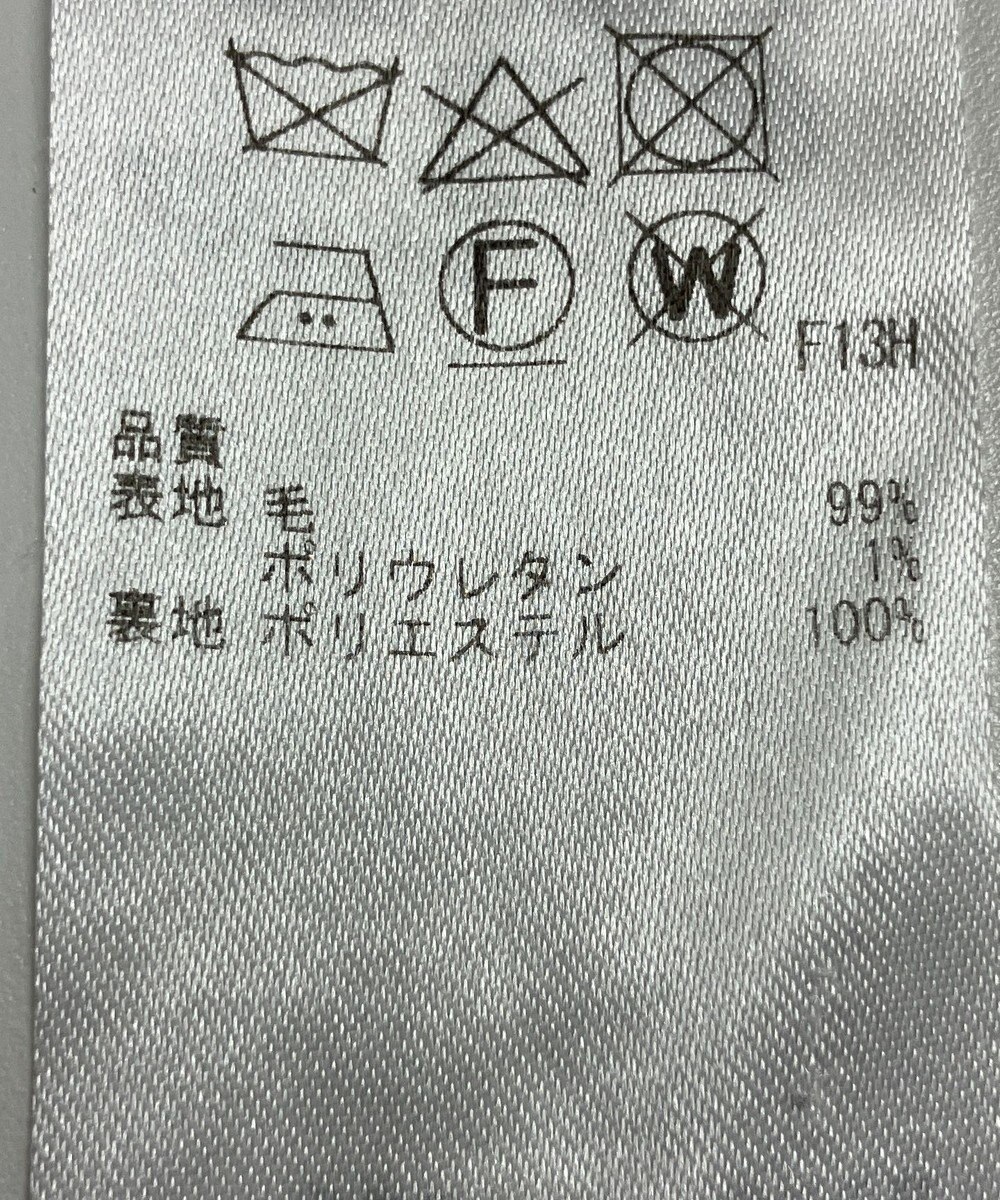 F
W
F13H
品質
表地 毛 99%
ポリウレタン 1%
裏地 ポリエステル 100%